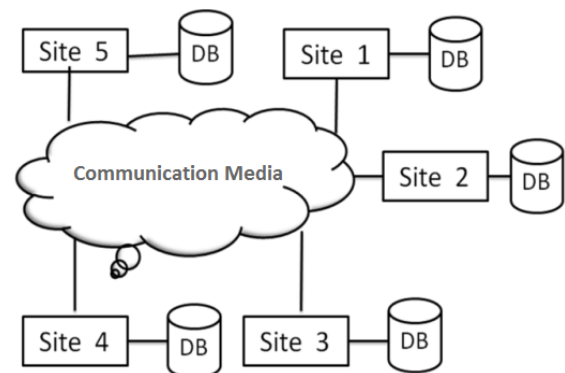 Site 5
DB
Site 1
DB
Communication Media
Site 2
DB
Site 4
DB
Site 3
DB